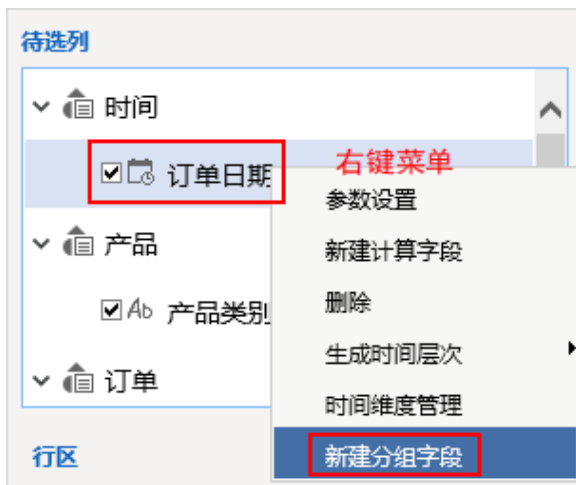 待选列
时间
订单日期
右键菜单
参数设置
产品
新建计算字段
Ab 产品类别
删除
生成时间层次
订单
时间维度管理
行区
新建分组字段